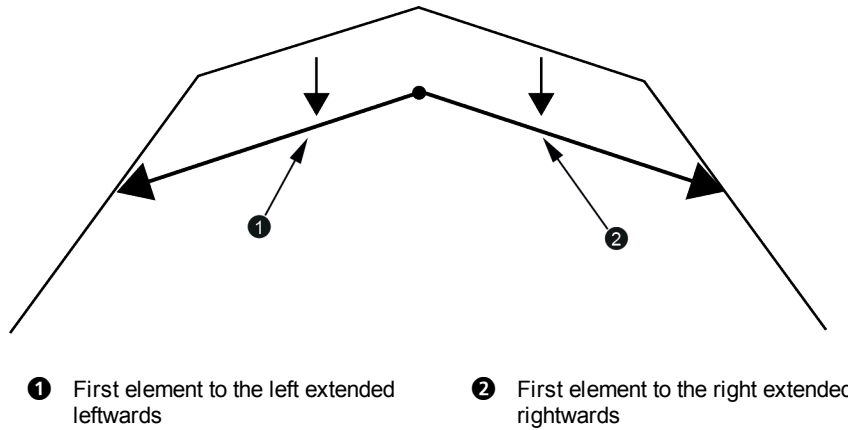 1
2
1 First element to the left extended
leftwards
2 First element to the right extended
rightwards